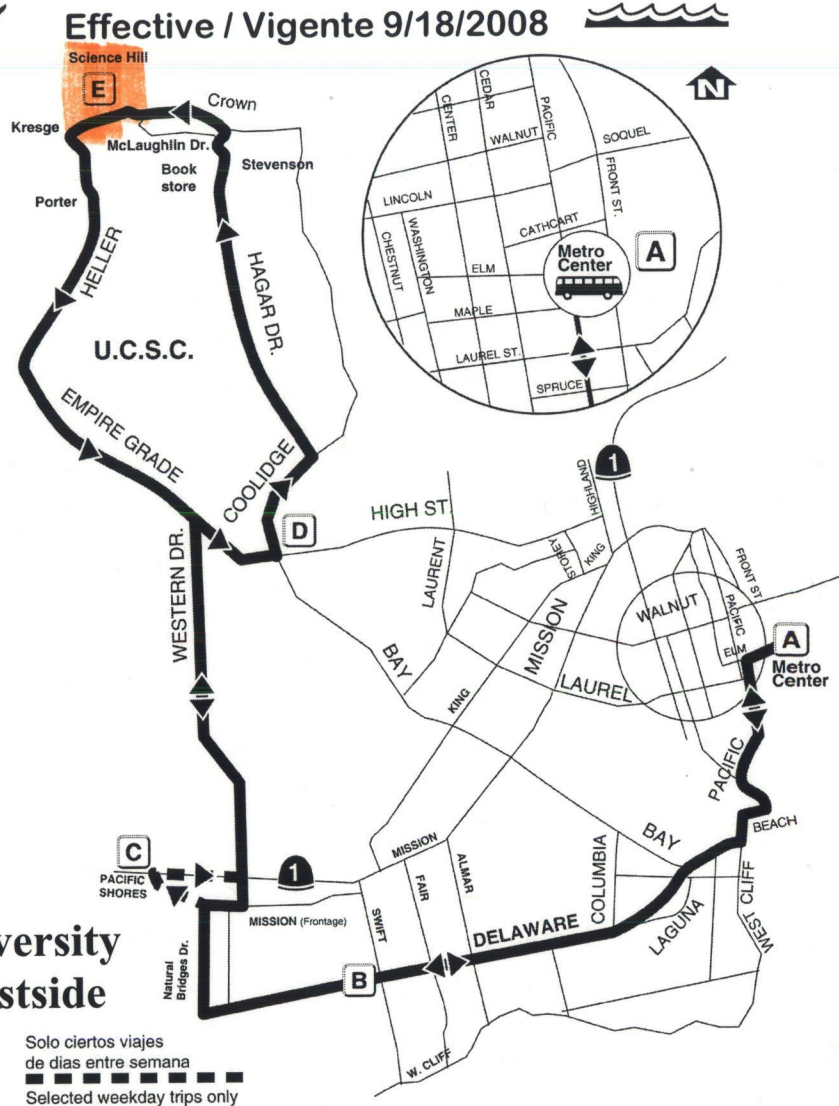 Effective / Vigente 9/18/2008
Science Hill
E
Crown
Kresge
McLaughlin Dr.
Book
store
Stevenson
Porter
HELLER
HAGAR DR.
U.C.S.C.
EMPIRE GRADE
COOLIDGE
D
WESTERN DR.
N
CENTER
CEDAR
PACIFIC
WALNUT
SOQUEL
FRONT ST.
LINCOLN
CATHCART
CHESTNUT
WASHINGTON
ELM
Metro
Center
A
MAPLE
LAUREL ST.
SPRUCE
1
HIGHLAND
HIGH ST.
LAURENT
STOREY
KING
MISSION
BAY
KING
LAUREL
WALNUT
FRONT ST.
PACIFIC
ELM
A
Metro
Center
PACIFIC
BEACH
C
PACIFIC
SHORES
1
MISSION
MISSION (Frontage)
SWIFT
FAIR
ALMAR
COLUMBIA
BAY
DELAWARE
LAGUNA
WEST CLIFF
B
Natural
Bridges Dr.
W. CLIFF
versity
stside
Solo ciertos viajes
de dias entre semana
Selected weekday trips only